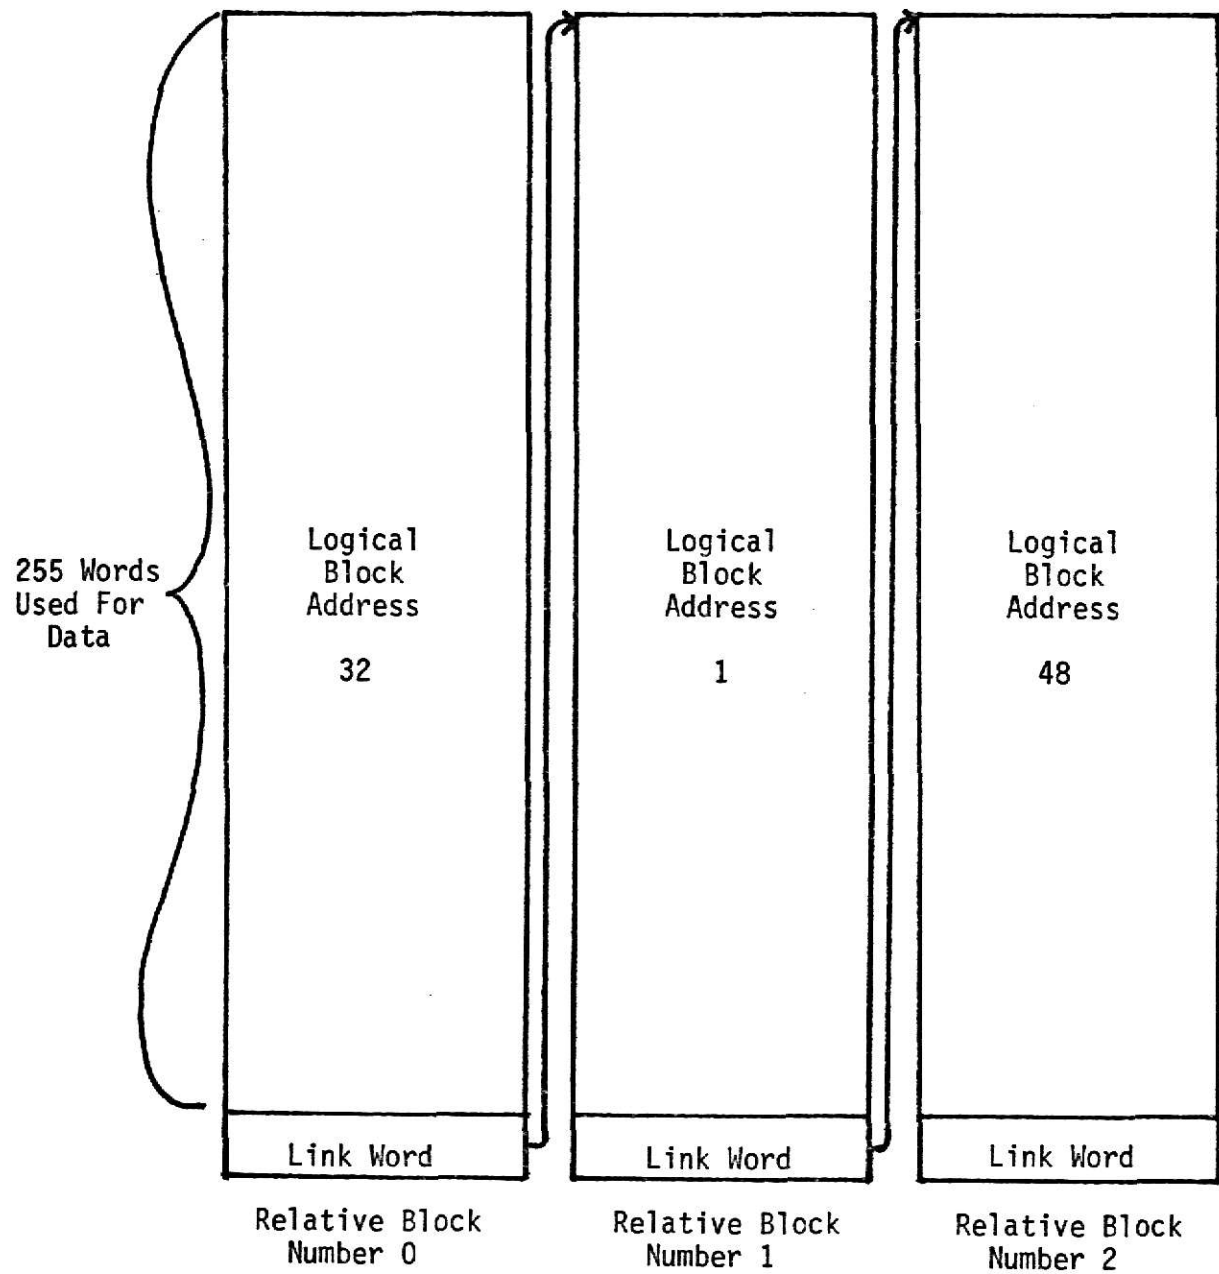 255 Words
Used For
Data
Logical
Block
Address
32
Link Word
Relative Block
Number 0
Logical
Block
Address
1
Link Word
Relative Block
Number 1
Logical
Block
Address
48
Link Word
Relative Block
Number 2